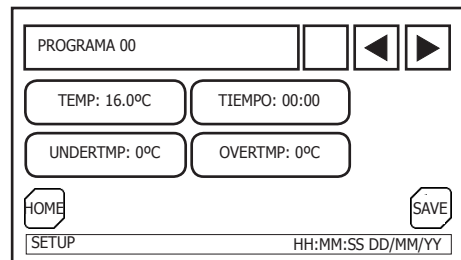 PROGRAMA 00
TEMP: 16.0ºC TIEMPO: 00:00
UNDERTMP: 0ºC OVERTMP: 0ºC
HOME SAVE
SETUP HH:MM:SS DD/MM/YY